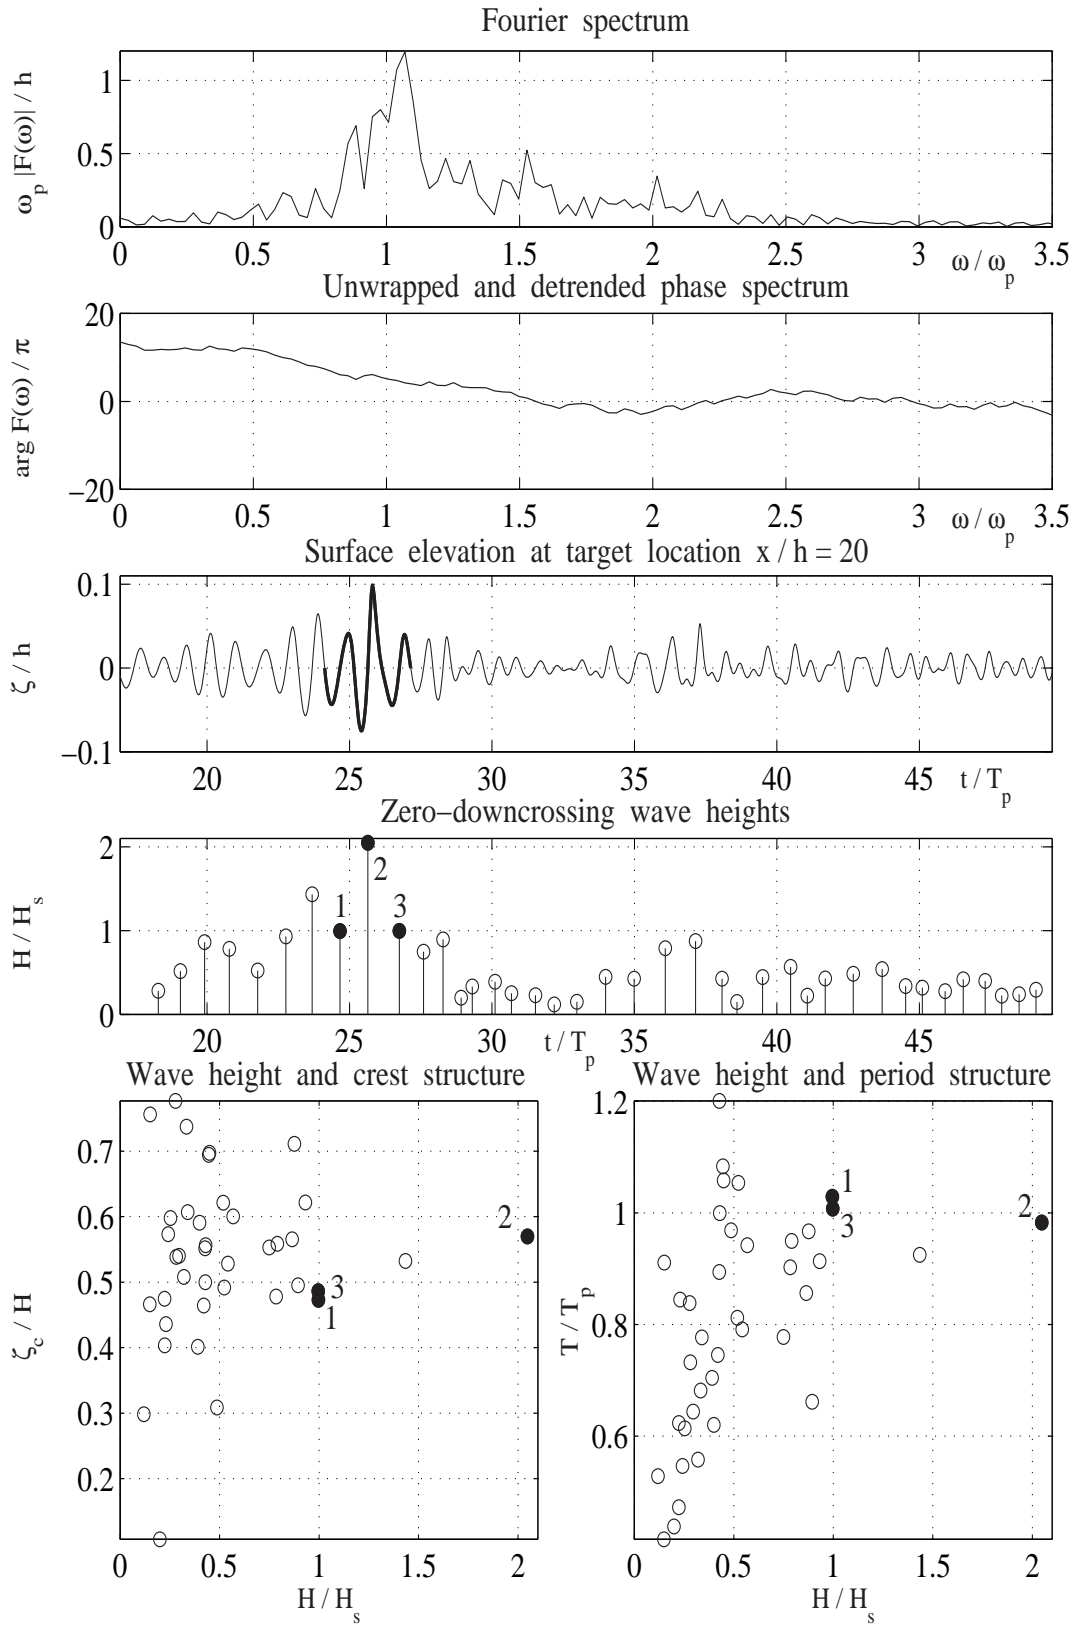 Fourier spectrum
ω_p |F(ω)| / h
1
0.5
0
0 0.5 1 1.5 2 2.5 3 ω / ω_p 3.5
Unwrapped and detrended phase spectrum
arg F(ω) / π
20
0
−20
0 0.5 1 1.5 2 2.5 3 ω / ω_p 3.5
Surface elevation at target location x / h = 20
ζ / h
0.1
0
−0.1
20 25 30 35 40 45 t / T_p
Zero−downcrossing wave heights
H / H_s
2
1
0
1 2 3
20 25 30 t / T_p 35 40 45
Wave height and crest structure
ζ_c / H
0.7
0.6
0.5
0.4
0.3
0.2
2
3
1
0 0.5 1 1.5 2
H / H_s
Wave height and period structure
T / T_p
1.2
1
0.8
0.6
1
3
2
0 0.5 1 1.5 2
H / H_s